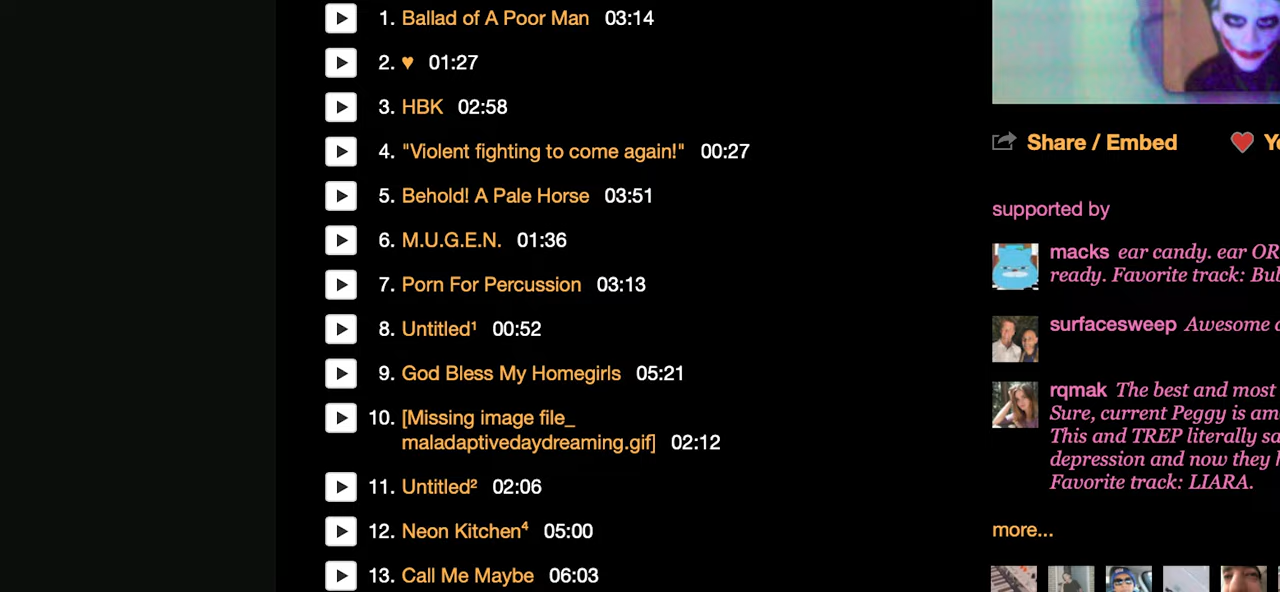 1. Ballad of A Poor Man 03:14
2. ♥ 01:27
3. HBK 02:58
4. "Violent fighting to come again!" 00:27
5. Behold! A Pale Horse 03:51
6. M.U.G.E.N. 01:36
7. Porn For Percussion 03:13
8. Untitled¹ 00:52
9. God Bless My Homegirls 05:21
10. [Missing image file_
maladaptivedaydreaming.gif] 02:12
11. Untitled² 02:06
12. Neon Kitchen⁴ 05:00
13. Call Me Maybe 06:03
Share / Embed
supported by
macks ear candy. ear OR
ready. Favorite track:
surfacesweep Awesome
rqmak The best and most
Sure, current Peggy is
This and TREP literally
depression and now they
Favorite track: LIARA.
more...